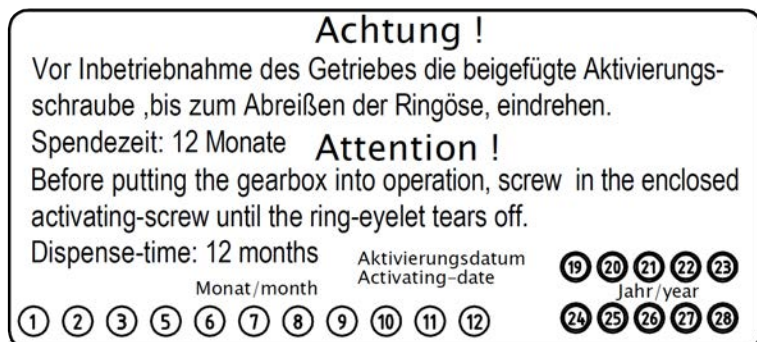 Achtung !
Vor Inbetriebnahme des Getriebes die beigefügte Aktivierungs-
schraube ,bis zum Abreißen der Ringöse, eindrehen.
Spendezeit: 12 Monate
Attention !
Before putting the gearbox into operation, screw in the enclosed
activating-screw until the ring-eyelet tears off.
Dispense-time: 12 months
Aktivierungsdatum
Activating-date
Monat/month
1 2 3 5 6 7 8 9 10 11 12
19 20 21 22 23
Jahr/year
24 25 26 27 28